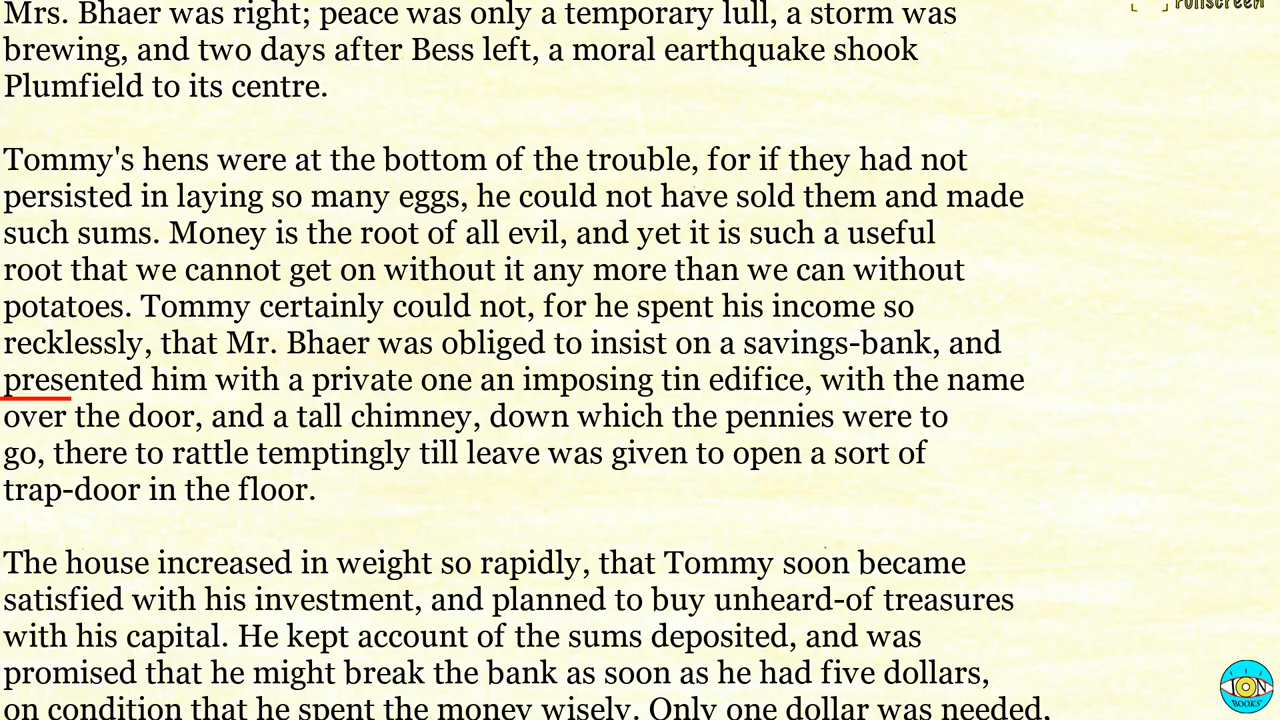 Fullscreen
Mrs. Bhaer was right; peace was only a temporary lull, a storm was
brewing, and two days after Bess left, a moral earthquake shook
Plumfield to its centre.
Tommy's hens were at the bottom of the trouble, for if they had not
persisted in laying so many eggs, he could not have sold them and made
such sums. Money is the root of all evil, and yet it is such a useful
root that we cannot get on without it any more than we can without
potatoes. Tommy certainly could not, for he spent his income so
recklessly, that Mr. Bhaer was obliged to insist on a savings-bank, and
presented him with a private one an imposing tin edifice, with the name
over the door, and a tall chimney, down which the pennies were to
go, there to rattle temptingly till leave was given to open a sort of
trap-door in the floor.
The house increased in weight so rapidly, that Tommy soon became
satisfied with his investment, and planned to buy unheard-of treasures
with his capital. He kept account of the sums deposited, and was
promised that he might break the bank as soon as he had five dollars,
on condition that he spent the money wisely. Only one dollar was needed,
ION
BOOKS